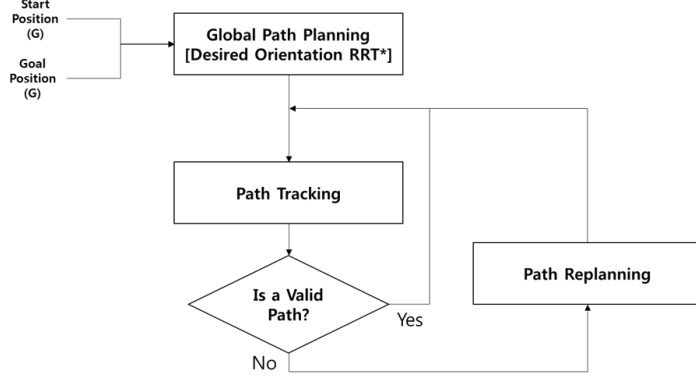 Start
Position
(G)
Goal
Position
(G)
Global Path Planning
[Desired Orientation RRT*]
Path Tracking
Is a Valid
Path?
Yes
No
Path Replanning